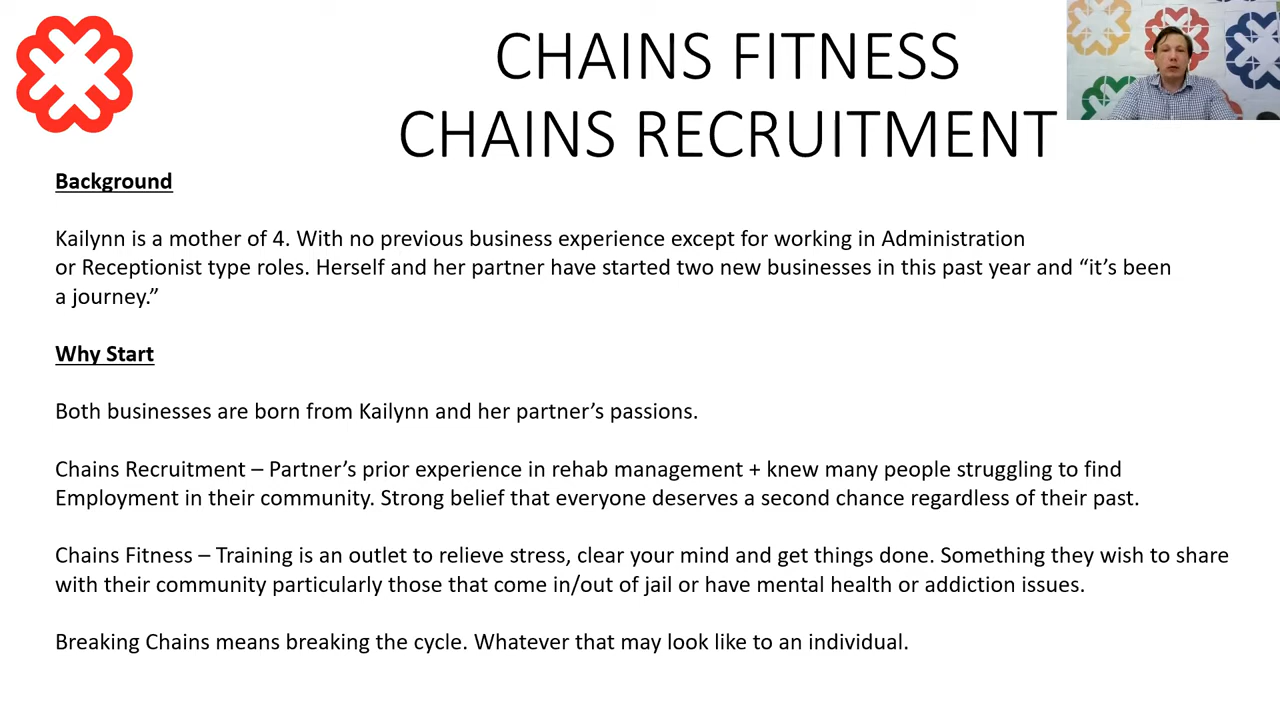 CHAINS FITNESS
CHAINS RECRUITMENT
Background
Kailynn is a mother of 4. With no previous business experience except for working in Administration
or Receptionist type roles. Herself and her partner have started two new businesses in this past year and “it’s been
a journey.”
Why Start
Both businesses are born from Kailynn and her partner’s passions.
Chains Recruitment – Partner’s prior experience in rehab management + knew many people struggling to find
Employment in their community. Strong belief that everyone deserves a second chance regardless of their past.
Chains Fitness – Training is an outlet to relieve stress, clear your mind and get things done. Something they wish to share
with their community particularly those that come in/out of jail or have mental health or addiction issues.
Breaking Chains means breaking the cycle. Whatever that may look like to an individual.